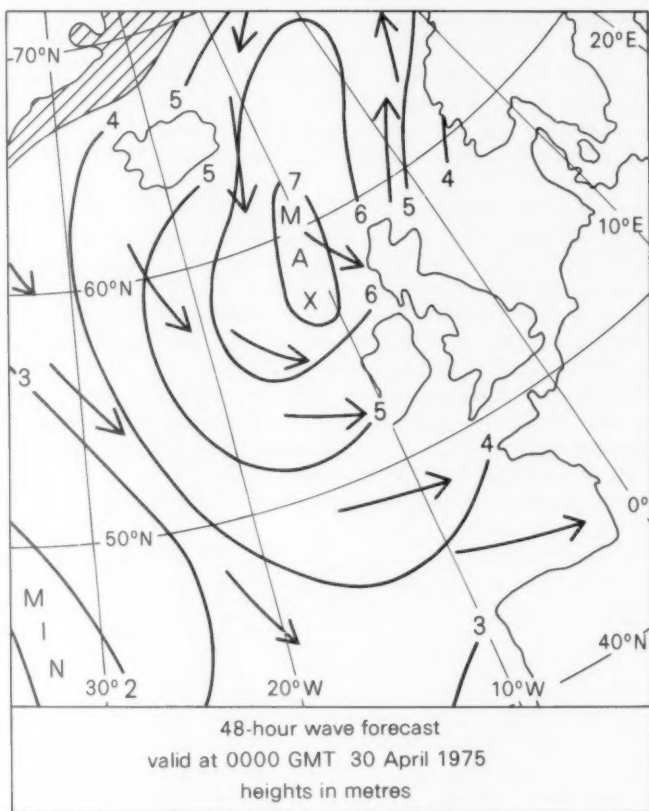 70°N
20°E
5
4
5
7
4
M
6
5
10°E
A
60°N
X
6
3
5
4
0°
50°N
M
I
N
3
40°N
30°
2
20°W
10°W
48-hour wave forecast
valid at 0000 GMT 30 April 1975
heights in metres